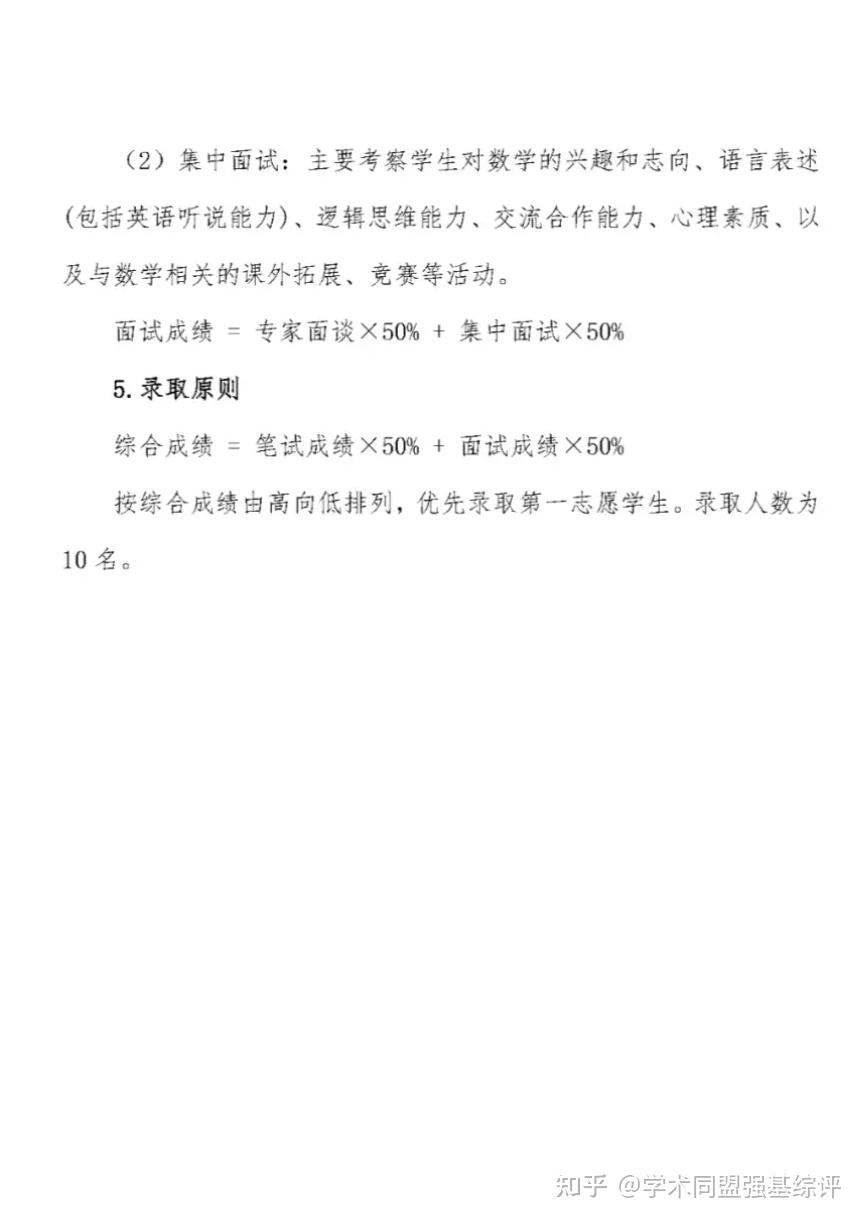 （2）集中面试：主要考察学生对数学的兴趣和志向、语言表述
(包括英语听说能力)、逻辑思维能力、交流合作能力、心理素质、以
及与数学相关的课外拓展、竞赛等活动。
面试成绩 = 专家面谈×50% + 集中面试×50%
5.录取原则
综合成绩 = 笔试成绩×50% + 面试成绩×50%
按综合成绩由高向低排列，优先录取第一志愿学生。录取人数为
10 名。
知乎 @学术同盟强基综评